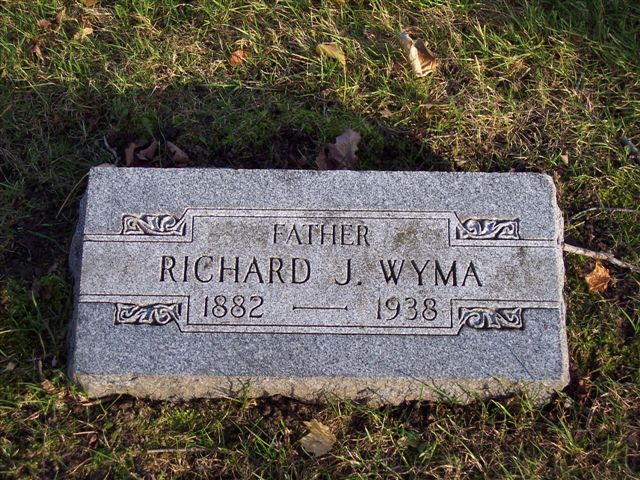 FATHER
RICHARD J. WYMA
1882 — 1938